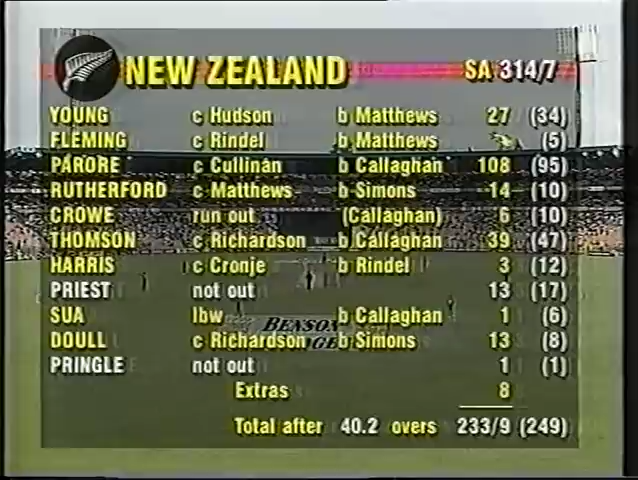 NEW ZEALAND SA 314/7
YOUNG c Hudson b Matthews 27 (34)
FLEMING c Rindel b Matthews (5)
PARORE c Cullinan b Callaghan 108 (95)
RUTHERFORD c Matthews b Simons 14 (10)
CROWE run out (Callaghan) 6 (10)
THOMSON c Richardson b Callaghan 39 (47)
HARRIS c Cronje b Rindel 3 (12)
PRIEST not out 13 (17)
SUA lbw b Callaghan 1 (6)
BENSON
DOULL c Richardson b Simons 13 (8)
PRINGLE not out 1 (1)
Extras 8
Total after 40.2 overs 233/9 (249)